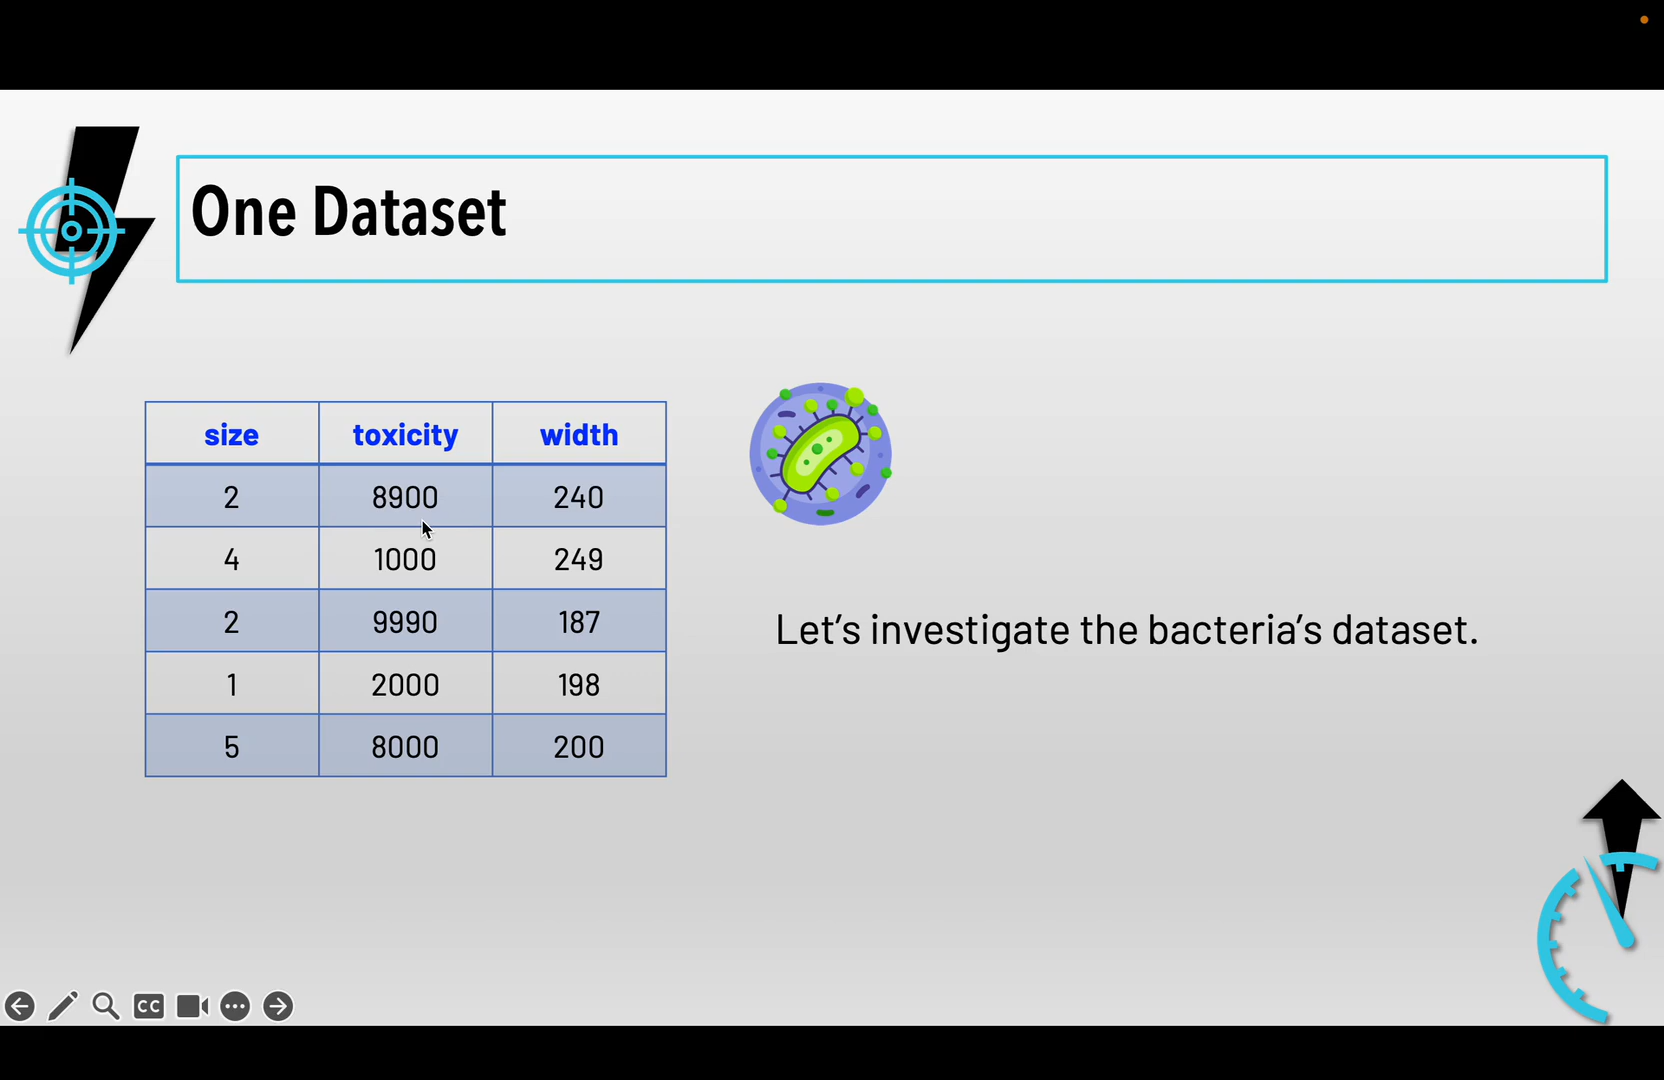 One Dataset
size toxicity width
2 8900 240
4 1000 249
2 9990 187
1 2000 198
5 8000 200
Let’s investigate the bacteria’s dataset.
CC